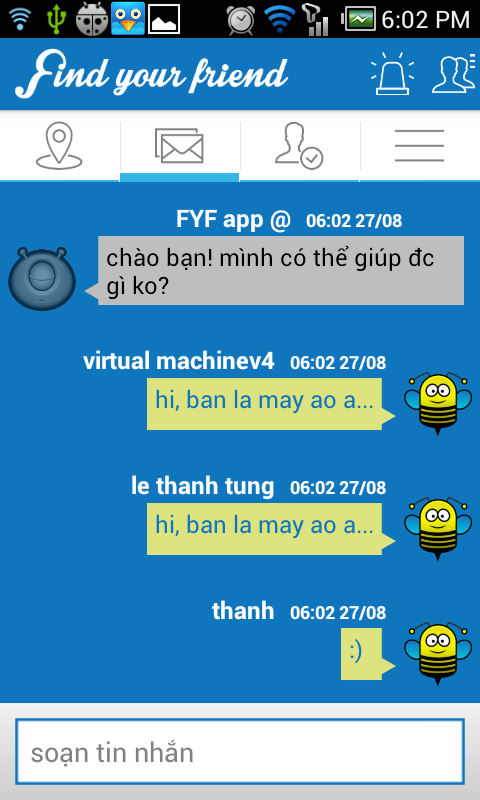 6:02 PM
Find your friend
FYF app @ 06:02 27/08
chào bạn! mình có thể giúp đc
gì ko?
virtual machinev4 06:02 27/08
hi, ban la may ao a...
le thanh tung 06:02 27/08
hi, ban la may ao a...
thanh 06:02 27/08
:)
soạn tin nhắn